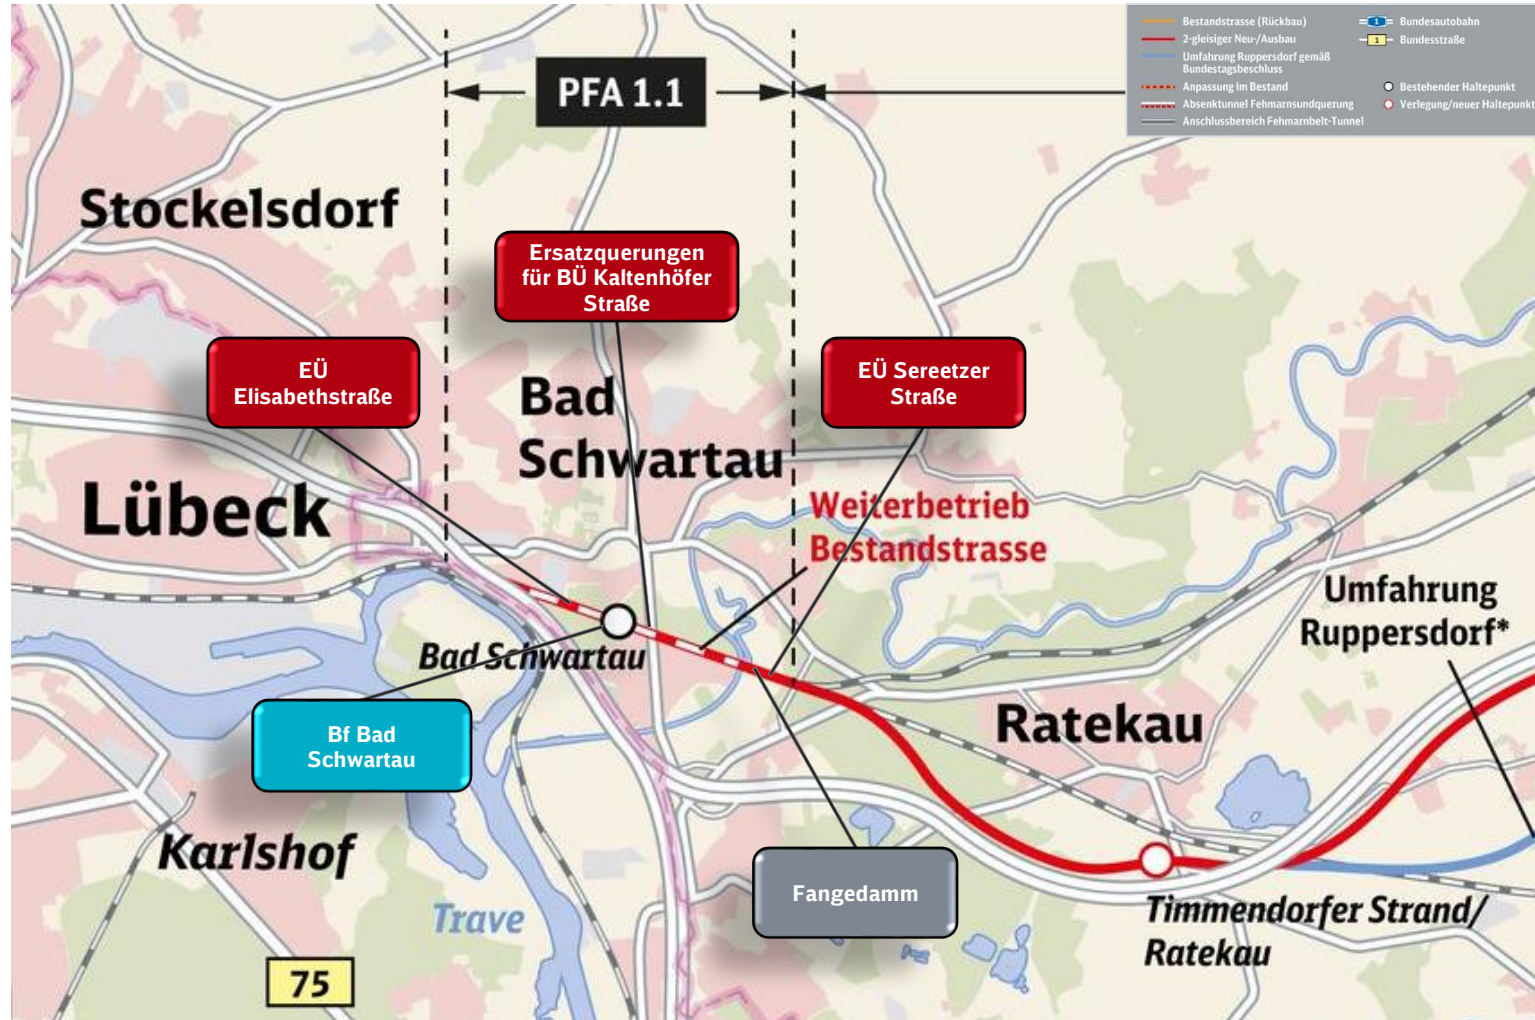 PFA 1.1
Bestandstrasse (Rückbau)
2-gleisiger Neu-/Ausbau
Umfahrung Ruppersdorf gemäß
Bundestagsbeschluss
Anpassung im Bestand
Absenktunnel Fehmarnsundquerung
Anschlussbereich Fehmarnbelt-Tunnel
1 Bundesautobahn
1 Bundesstraße
Bestehender Haltepunkt
Verlegung/neuer Haltepunkt
Stockelsdorf
Ersatzquerungen
für BÜ Kaltenhöfer
Straße
EÜ
Elisabethstraße
EÜ Sereetzer
Straße
Bad
Schwartau
Lübeck
Weiterbetrieb
Bestandstrasse
Umfahrung
Ruppersdorf*
Bad Schwartau
Bf Bad
Schwartau
Ratekau
Karlshof
Fangedamm
Trave
Timmendorfer Strand/
Ratekau
75